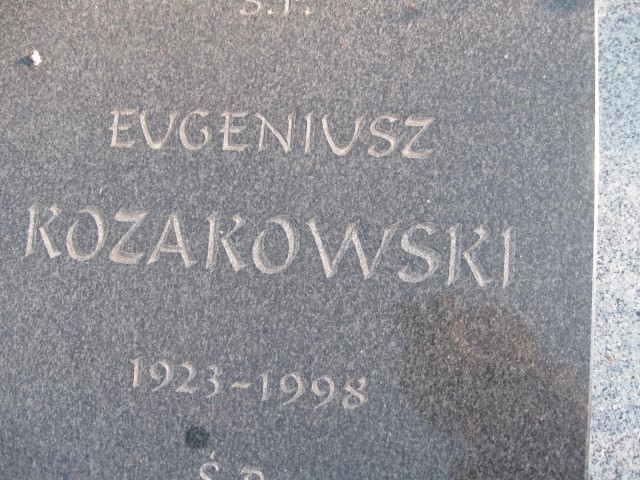 Ś.P.
EUGENIUSZ
KOZAKOWSKI
1923-1998
Ś.P.